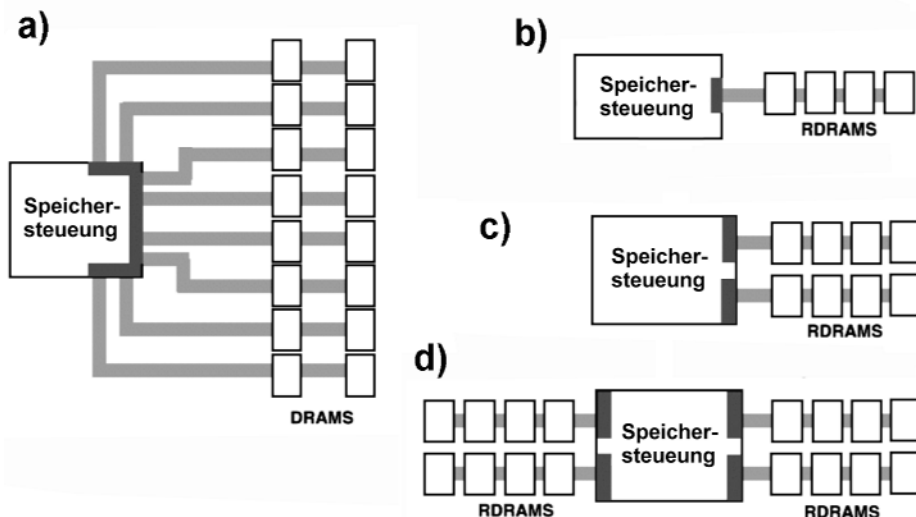 a)
Speicher-
steueung
DRAMS
b)
Speicher-
steueung
RDRAMS
c)
Speicher-
steueung
RDRAMS
d)
Speicher-
steueung
RDRAMS
RDRAMS